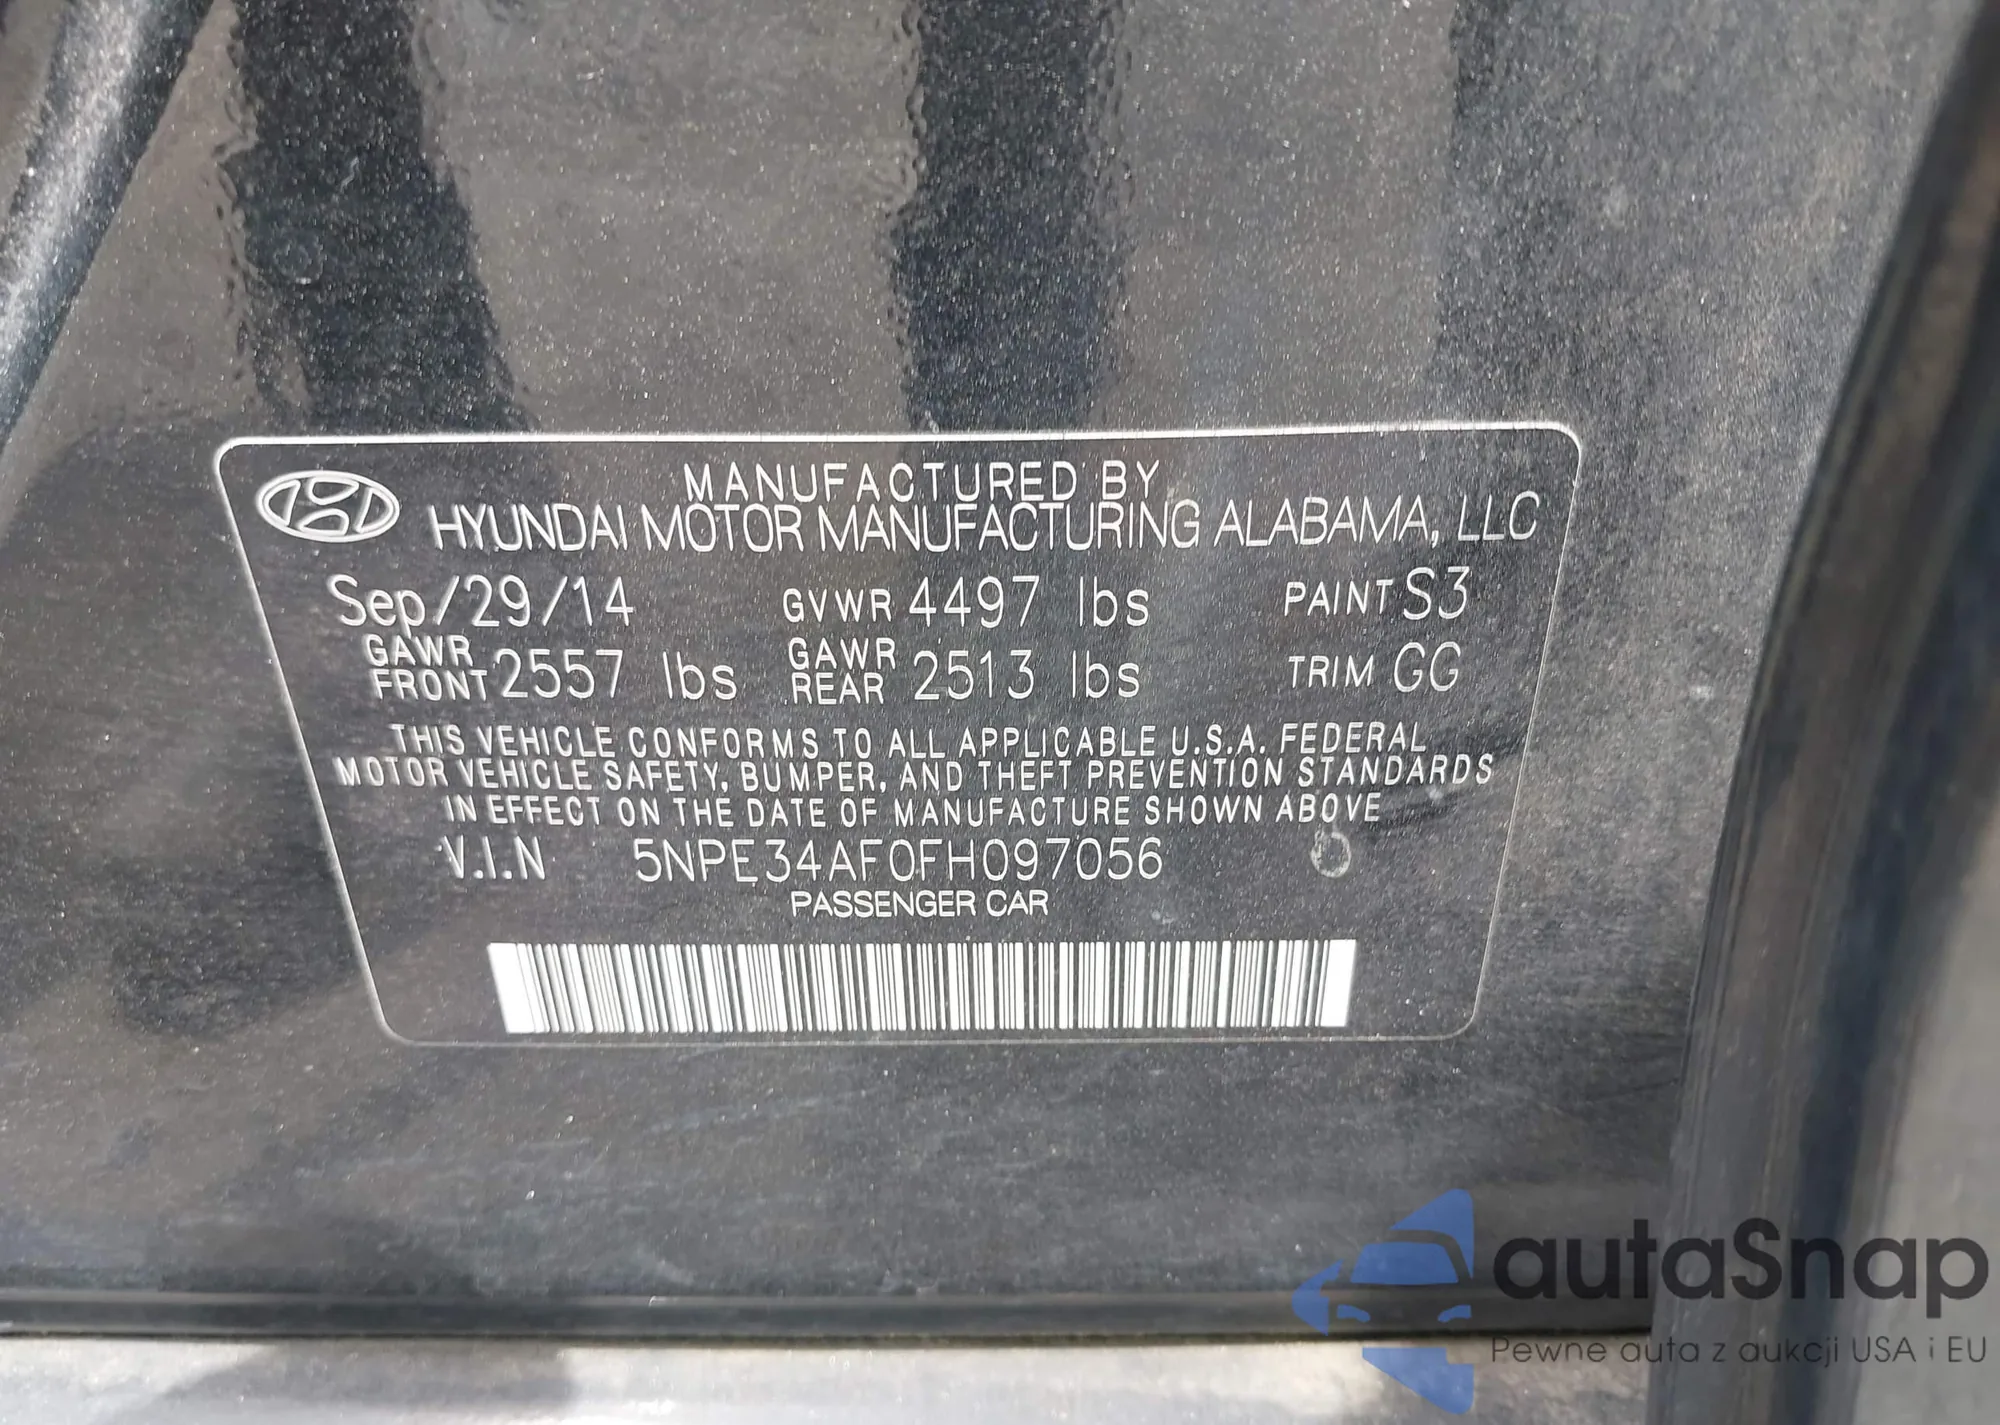 MANUFACTURED BY
HYUNDAI MOTOR MANUFACTURING ALABAMA, LLC
Sep/29/14 GVWR 4497 lbs PAINT S3
GAWR FRONT 2557 lbs GAWR REAR 2513 lbs TRIM GG
THIS VEHICLE CONFORMS TO ALL APPLICABLE U.S.A. FEDERAL
MOTOR VEHICLE SAFETY, BUMPER, AND THEFT PREVENTION STANDARDS
IN EFFECT ON THE DATE OF MANUFACTURE SHOWN ABOVE
V.I.N 5NPE34AF0FH097056 0
PASSENGER CAR
autaSnap
Pewne auta z aukcji USA i EU